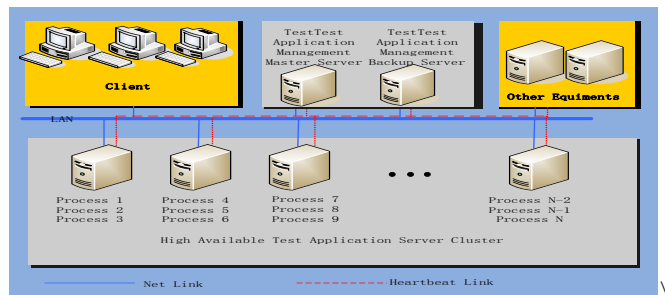 TestTest
Application
Management
Master Server
TestTest
Application
Management
Backup Server
Client
Other Equiments
LAN
Process 1
Process 2
Process 3
Process 4
Process 5
Process 6
Process 7
Process 8
Process 9
Process N-2
Process N-1
Process N
High Available Test Application Server Cluster
Net Link
Heartbeat Link